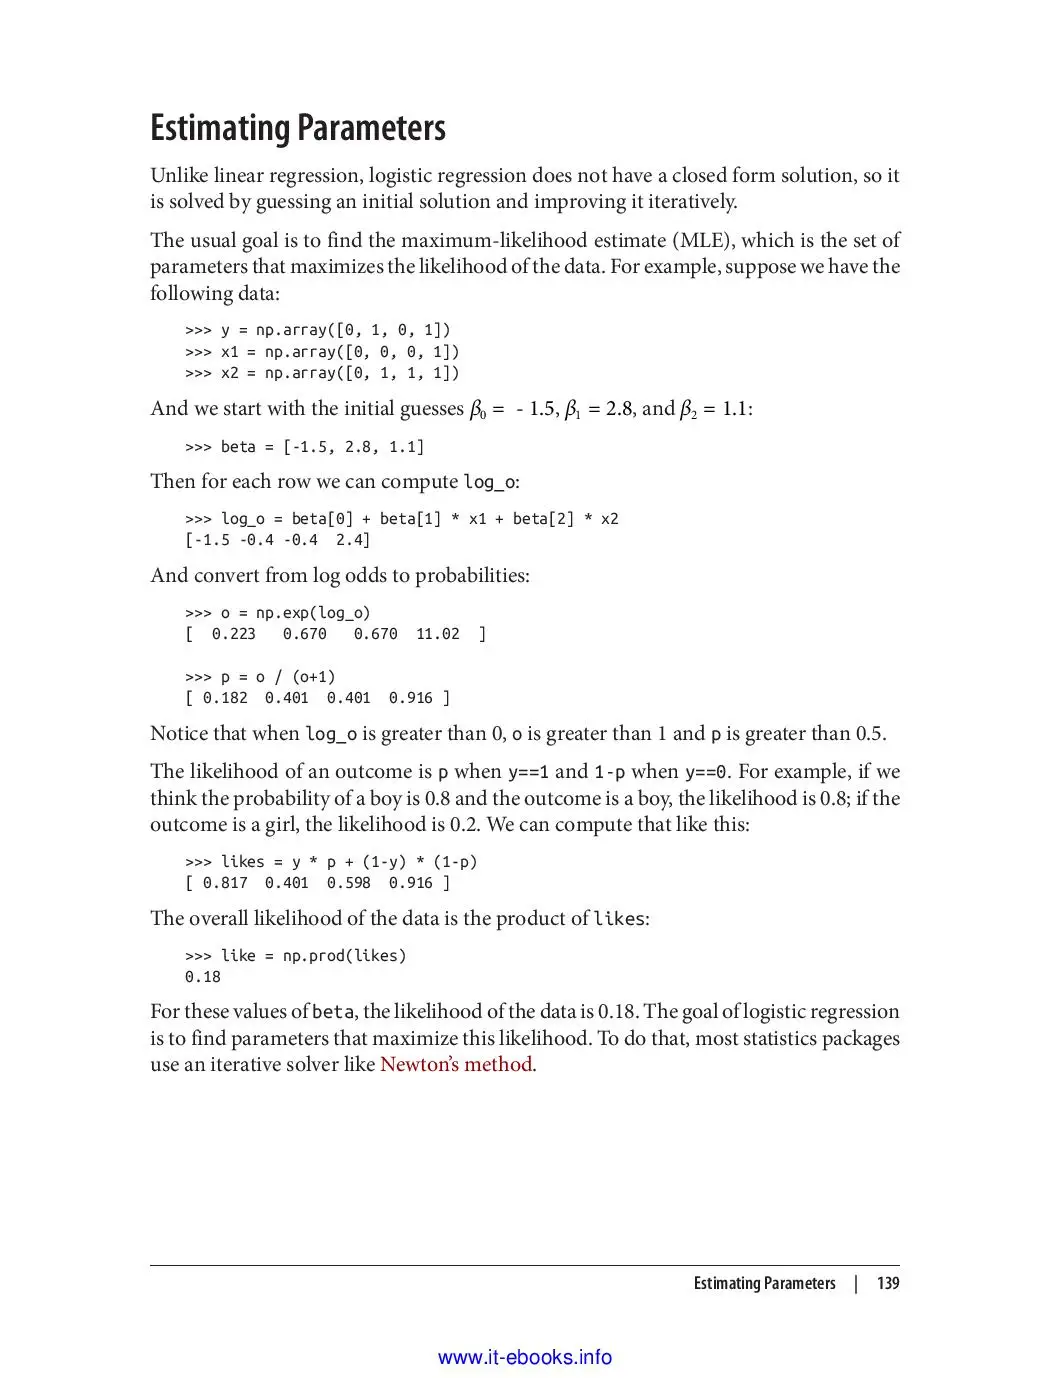 Estimating Parameters
Unlike linear regression, logistic regression does not have a closed form solution, so it
is solved by guessing an initial solution and improving it iteratively.
The usual goal is to find the maximum-likelihood estimate (MLE), which is the set of
parameters that maximizes the likelihood of the data. For example, suppose we have the
following data:
>>> y = np.array([0, 1, 0, 1])
>>> x1 = np.array([0, 0, 0, 1])
>>> x2 = np.array([0, 1, 1, 1])
And we start with the initial guesses β₀ = - 1.5, β₁ = 2.8, and β₂ = 1.1:
>>> beta = [-1.5, 2.8, 1.1]
Then for each row we can compute log_o:
>>> log_o = beta[0] + beta[1] * x1 + beta[2] * x2
[-1.5 -0.4 -0.4  2.4]
And convert from log odds to probabilities:
>>> o = np.exp(log_o)
[  0.223   0.670   0.670  11.02  ]
>>> p = o / (o+1)
[ 0.182  0.401  0.401  0.916 ]
Notice that when log_o is greater than 0, o is greater than 1 and p is greater than 0.5.
The likelihood of an outcome is p when y==1 and 1-p when y==0. For example, if we
think the probability of a boy is 0.8 and the outcome is a boy, the likelihood is 0.8; if the
outcome is a girl, the likelihood is 0.2. We can compute that like this:
>>> likes = y * p + (1-y) * (1-p)
[ 0.817  0.401  0.598  0.916 ]
The overall likelihood of the data is the product of likes:
>>> like = np.prod(likes)
0.18
For these values of beta, the likelihood of the data is 0.18. The goal of logistic regression
is to find parameters that maximize this likelihood. To do that, most statistics packages
use an iterative solver like Newton’s method.
Estimating Parameters | 139
www.it-ebooks.info